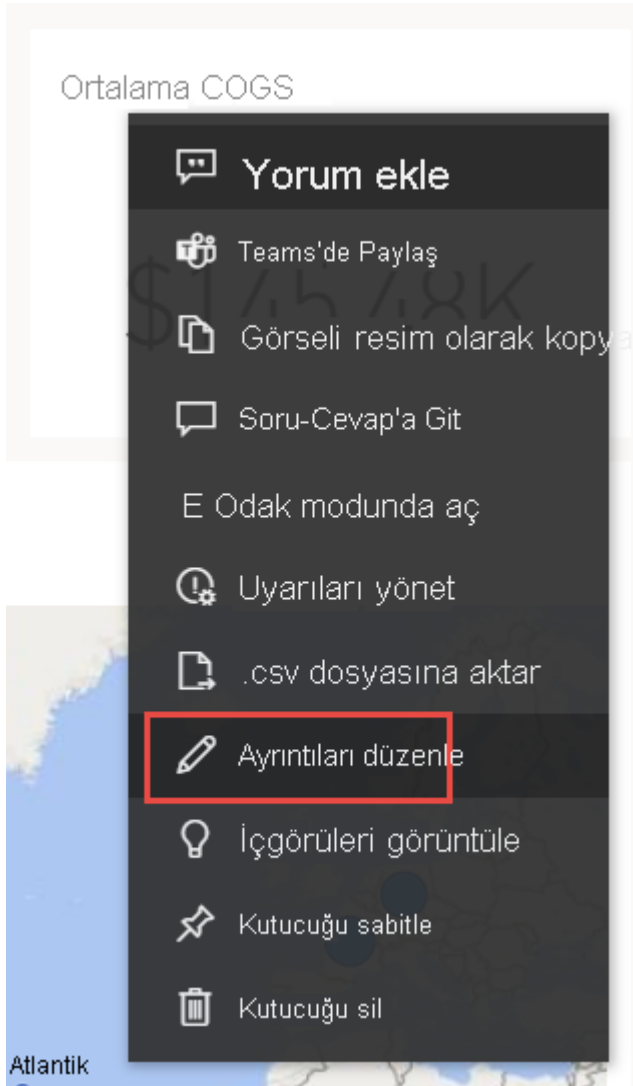 Ortalama COGS
Yorum ekle
Teams'de Paylaş
Görseli resim olarak kopya
Soru-Cevap'a Git
E Odak modunda aç
Uyarıları yönet
.csv dosyasına aktar
Ayrıntıları düzenle
İçgörüleri görüntüle
Kutucuğu sabitle
Kutucuğu sil
Atlantik